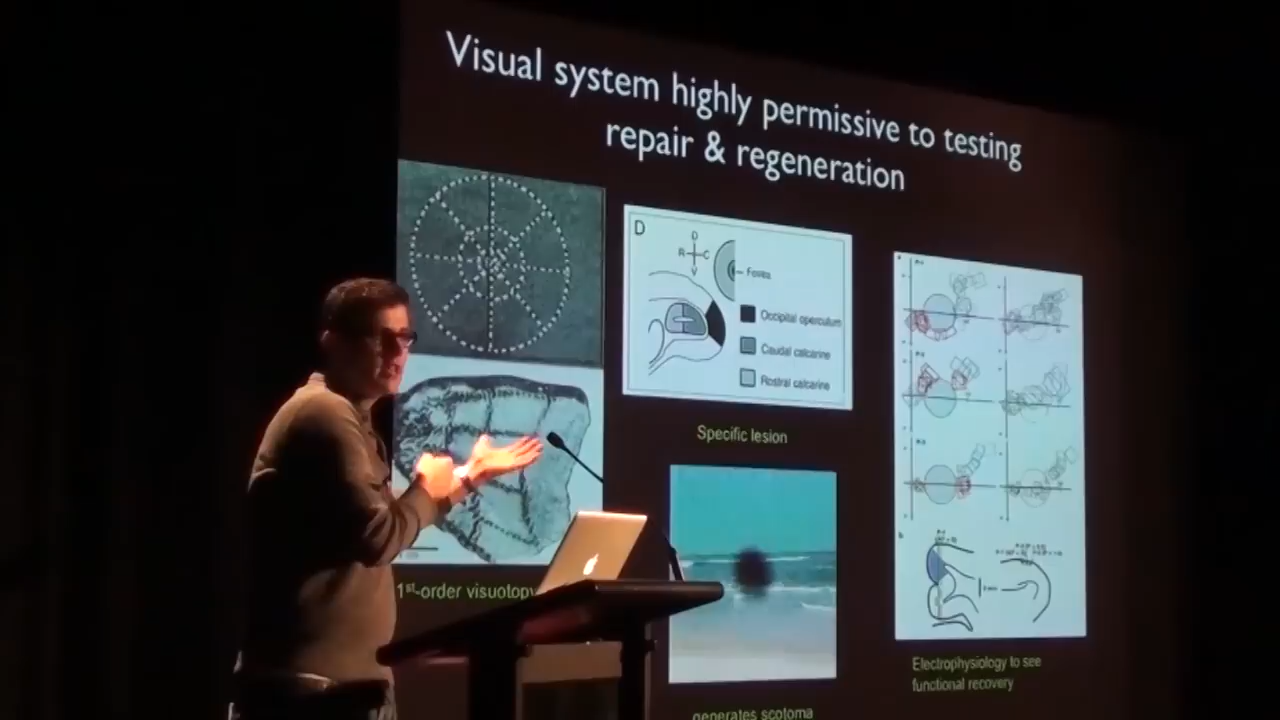 Visual system highly permissive to testing
repair & regeneration
D
D
R
C
V
Fovea
Occipital operculum
Caudal calcarine
Rostral calcarine
Specific lesion
1st-order visuotopy
generates scotoma
Electrophysiology to see
functional recovery